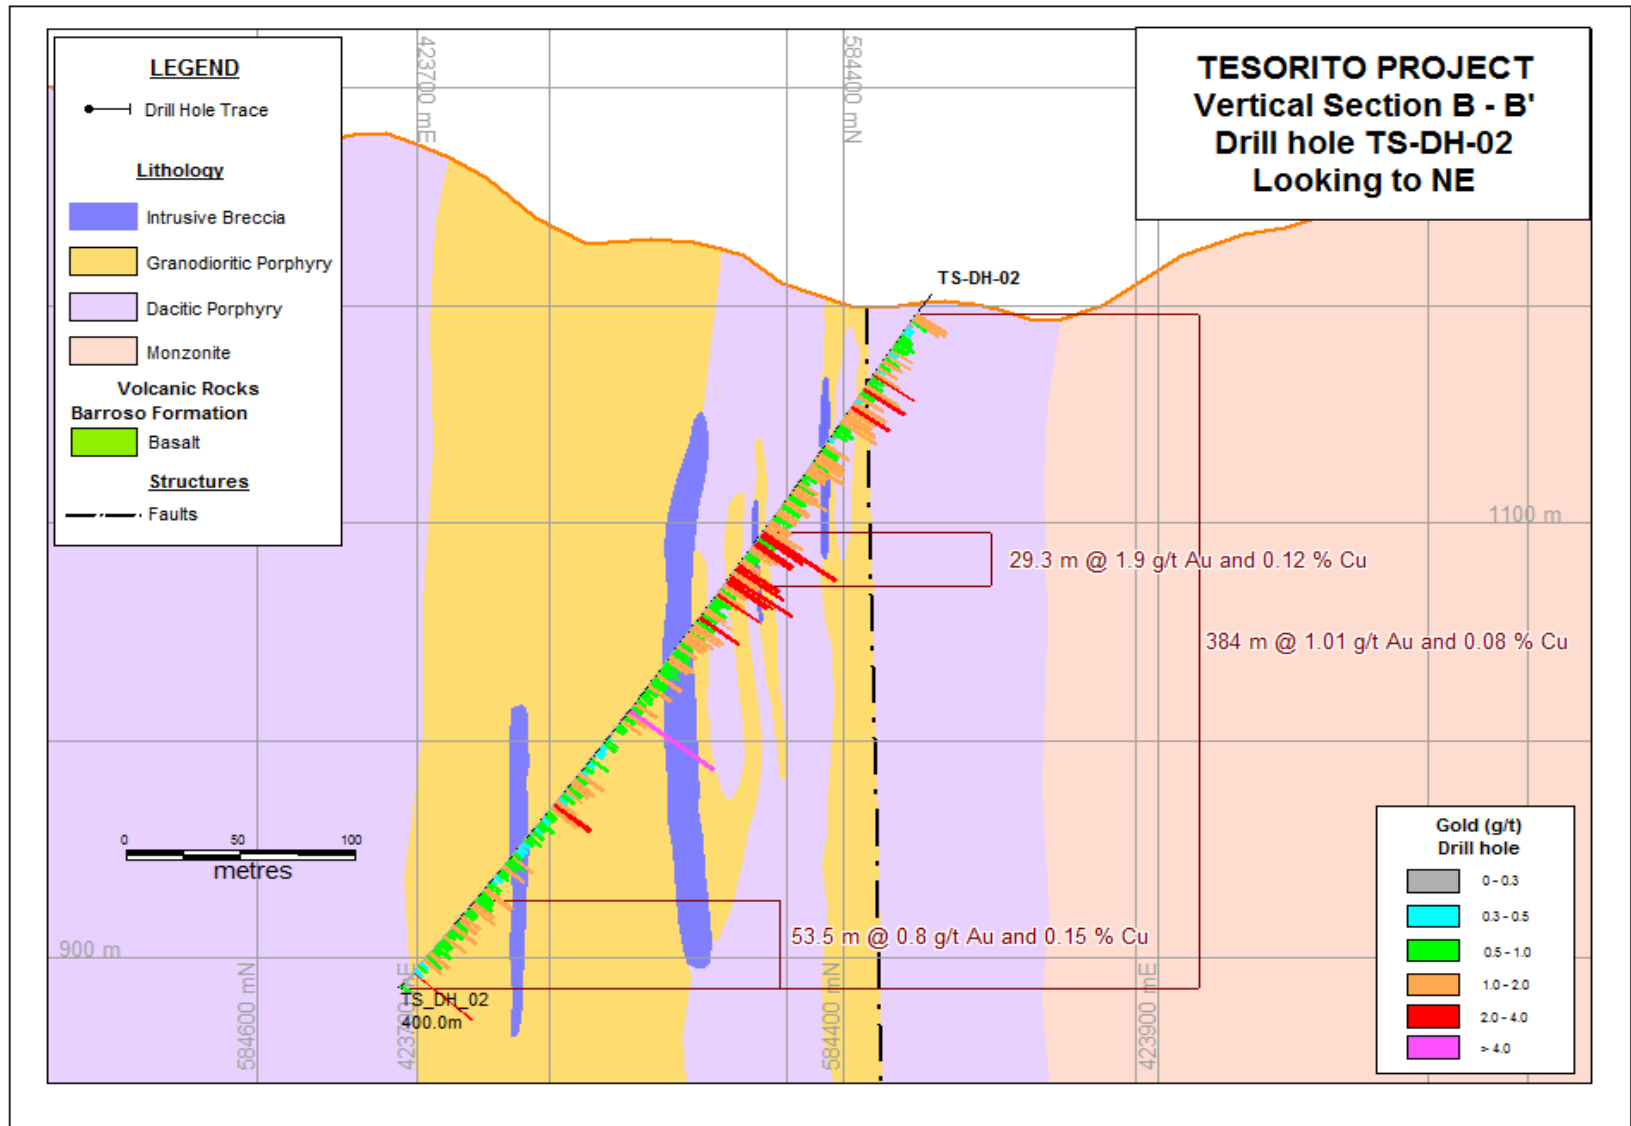 LEGEND
Drill Hole Trace
Lithology
Intrusive Breccia
Granodioritic Porphyry
Dacitic Porphyry
Monzonite
Volcanic Rocks
Barroso Formation
Basalt
Structures
Faults
423700 mE
584400 mN
TESORITO PROJECT
Vertical Section B - B'
Drill hole TS-DH-02
Looking to NE
TS-DH-02
1100 m
29.3 m @ 1.9 g/t Au and 0.12 % Cu
384 m @ 1.01 g/t Au and 0.08 % Cu
0 50 100
metres
53.5 m @ 0.8 g/t Au and 0.15 % Cu
900 m
584600 mN
423700 mE
584400 mN
423900 mE
TS_DH_02
400.0m
Gold (g/t)
Drill hole
0 - 0.3
0.3 - 0.5
0.5 - 1.0
1.0 - 2.0
2.0 - 4.0
> 4.0